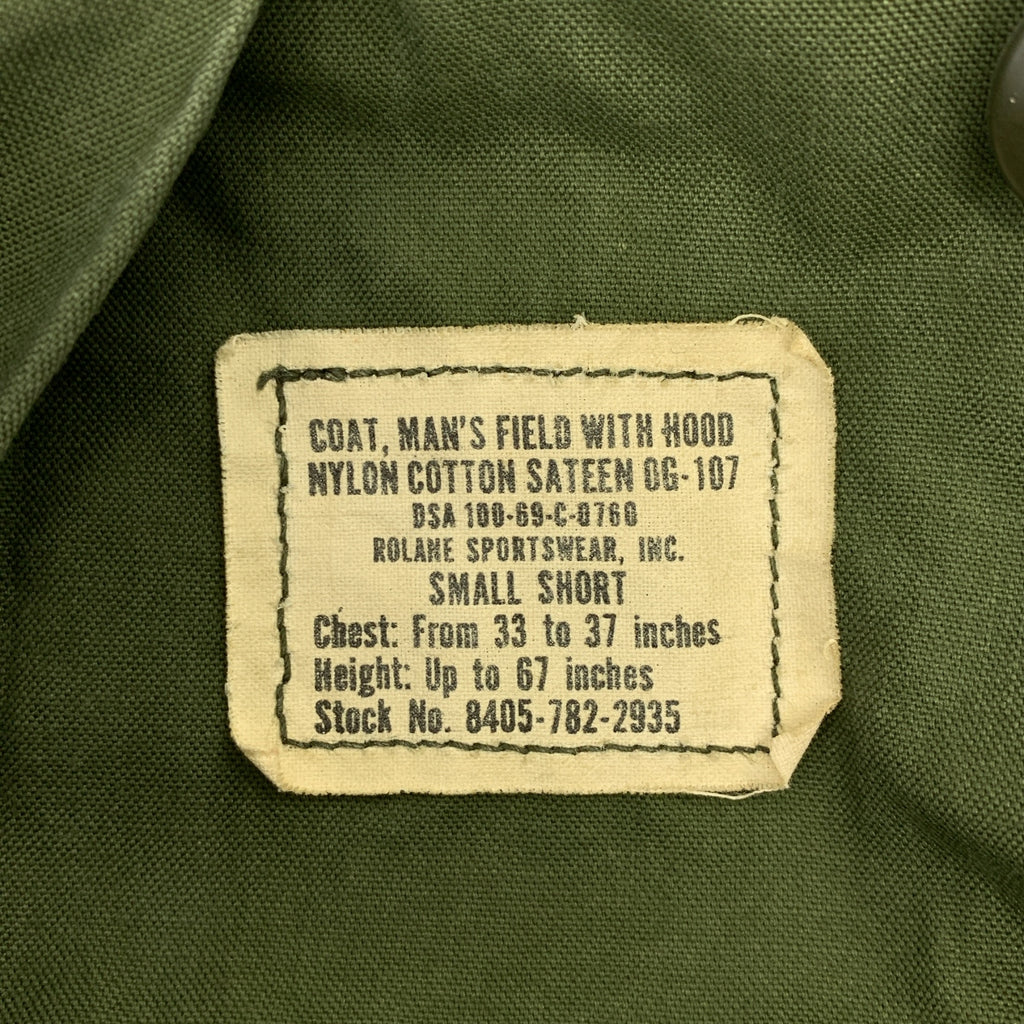 COAT, MAN'S FIELD WITH HOOD
NYLON COTTON SATEEN OG-107
DSA 100-69-C-0760
ROLANE SPORTSWEAR, INC.
SMALL SHORT
Chest: From 33 to 37 inches
Height: Up to 67 inches
Stock No. 8405-782-2935